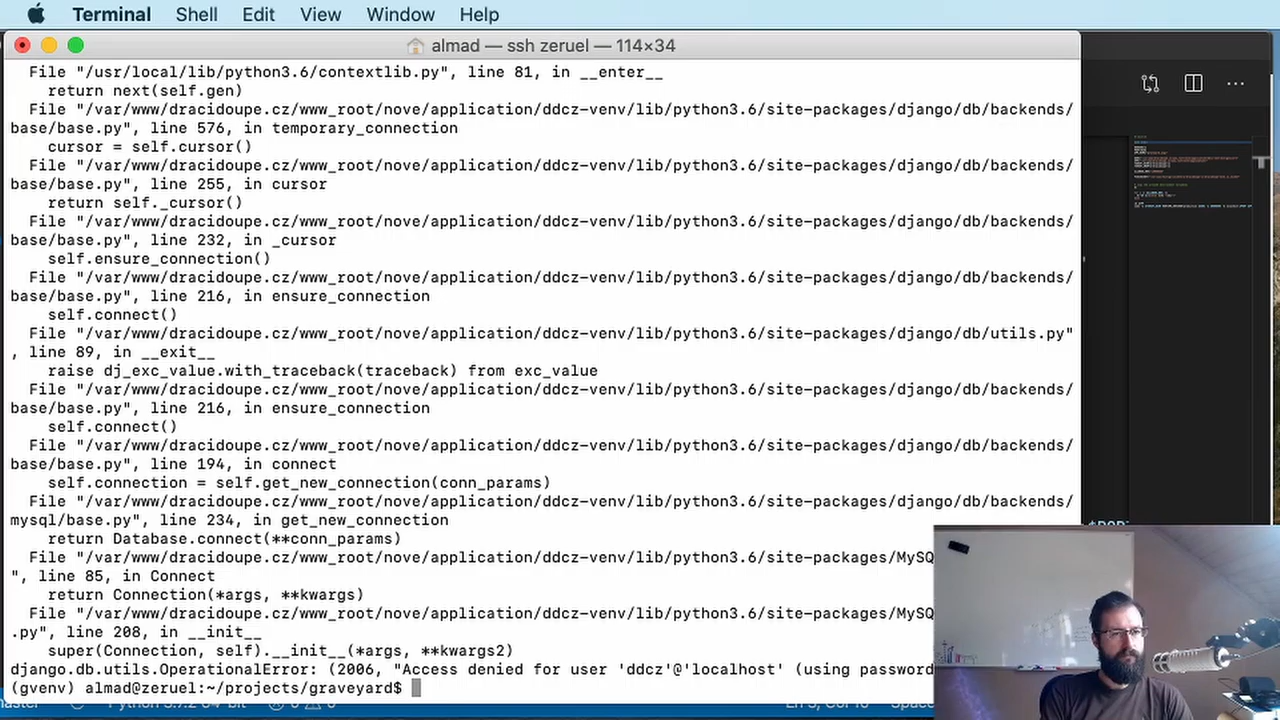 Terminal Shell Edit View Window Help
almad — ssh zeruel — 114×34
File "/usr/local/lib/python3.6/contextlib.py", line 81, in __enter__
return next(self.gen)
File "/var/www/dracidoupe.cz/www_root/nove/application/ddcz-venv/lib/python3.6/site-packages/django/db/backends/
base/base.py", line 576, in temporary_connection
cursor = self.cursor()
File "/var/www/dracidoupe.cz/www_root/nove/application/ddcz-venv/lib/python3.6/site-packages/django/db/backends/
base/base.py", line 255, in cursor
return self._cursor()
File "/var/www/dracidoupe.cz/www_root/nove/application/ddcz-venv/lib/python3.6/site-packages/django/db/backends/
base/base.py", line 232, in _cursor
self.ensure_connection()
File "/var/www/dracidoupe.cz/www_root/nove/application/ddcz-venv/lib/python3.6/site-packages/django/db/backends/
base/base.py", line 216, in ensure_connection
self.connect()
File "/var/www/dracidoupe.cz/www_root/nove/application/ddcz-venv/lib/python3.6/site-packages/django/db/utils.py"
, line 89, in __exit__
raise dj_exc_value.with_traceback(traceback) from exc_value
File "/var/www/dracidoupe.cz/www_root/nove/application/ddcz-venv/lib/python3.6/site-packages/django/db/backends/
base/base.py", line 216, in ensure_connection
self.connect()
File "/var/www/dracidoupe.cz/www_root/nove/application/ddcz-venv/lib/python3.6/site-packages/django/db/backends/
base/base.py", line 194, in connect
self.connection = self.get_new_connection(conn_params)
File "/var/www/dracidoupe.cz/www_root/nove/application/ddcz-venv/lib/python3.6/site-packages/django/db/backends/
mysql/base.py", line 234, in get_new_connection
return Database.connect(**conn_params)
File "/var/www/dracidoupe.cz/www_root/nove/application/ddcz-venv/lib/python3.6/site-packages/MySQ
", line 85, in Connect
return Connection(*args, **kwargs)
File "/var/www/dracidoupe.cz/www_root/nove/application/ddcz-venv/lib/python3.6/site-packages/MySQ
.py", line 208, in __init__
super(Connection, self).__init__(*args, **kwargs2)
django.db.utils.OperationalError: (2006, "Access denied for user 'ddcz'@'localhost' (using password
(gvenv) almad@zeruel:~/projects/graveyard$